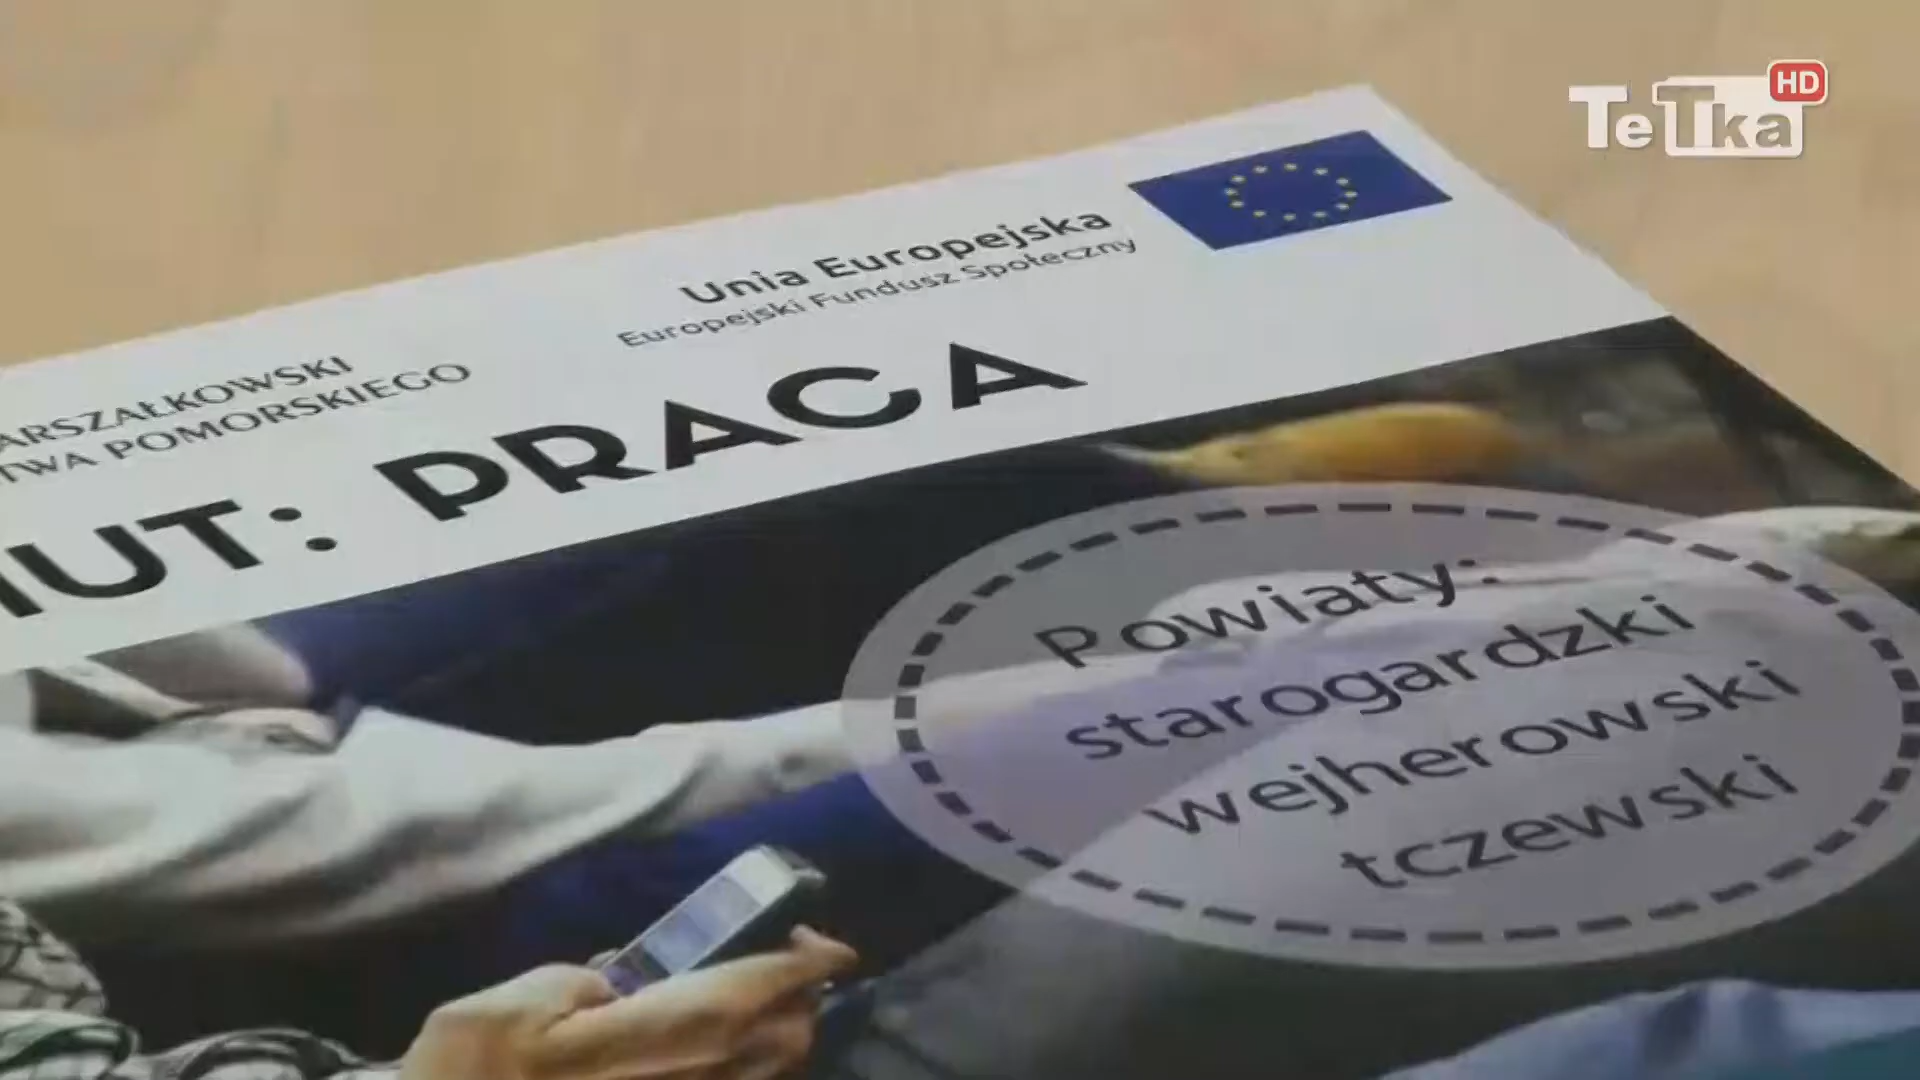 TeTka HD
Unia Europejska
Europejski Fundusz Społeczny
ARSZAŁKOWSKI
TWA POMORSKIEGO
IUT: PRACA
Powiaty:
starogardzki
wejherowski
tczewski